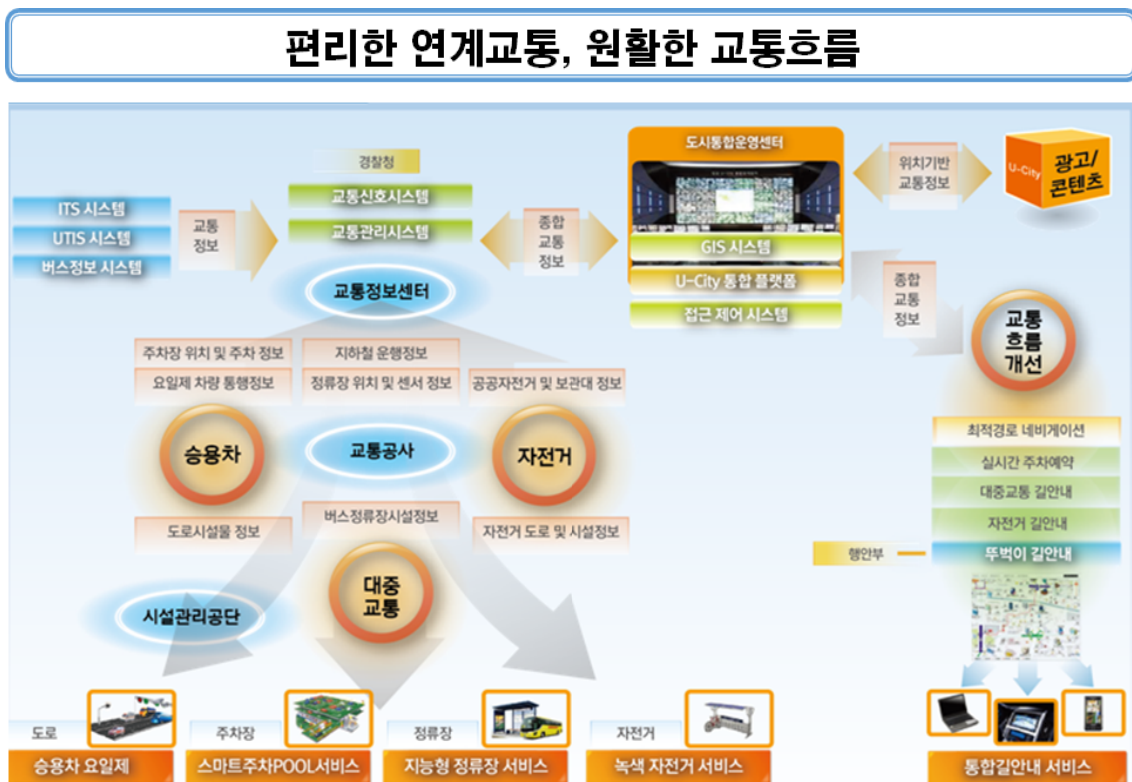 편리한 연계교통, 원활한 교통흐름
경찰청
도시통합운영센터
위치기반
교통정보
U-City
광고/
콘텐츠
ITS 시스템
UTIS 시스템
버스정보 시스템
교통
정보
교통신호시스템
교통관리시스템
교통정보센터
종합
교통
정보
GIS 시스템
U-City 통합 플랫폼
접근 제어 시스템
종합
교통
정보
교통
흐름
개선
주차장 위치 및 주차 정보
지하철 운행정보
요일제 차량 통행정보
정류장 위치 및 센서 정보
공공자전거 및 보관대 정보
승용차
교통공사
자전거
도로시설물 정보
버스정류장시설정보
자전거 도로 및 시설정보
대중
교통
시설관리공단
최적경로 네비게이션
실시간 주차예약
대중교통 길안내
자전거 길안내
행안부
뚜벅이 길안내
도로
승용차 요일제
주차장
스마트주차POOL서비스
정류장
지능형 정류장 서비스
자전거
녹색 자전거 서비스
통합길안내 서비스